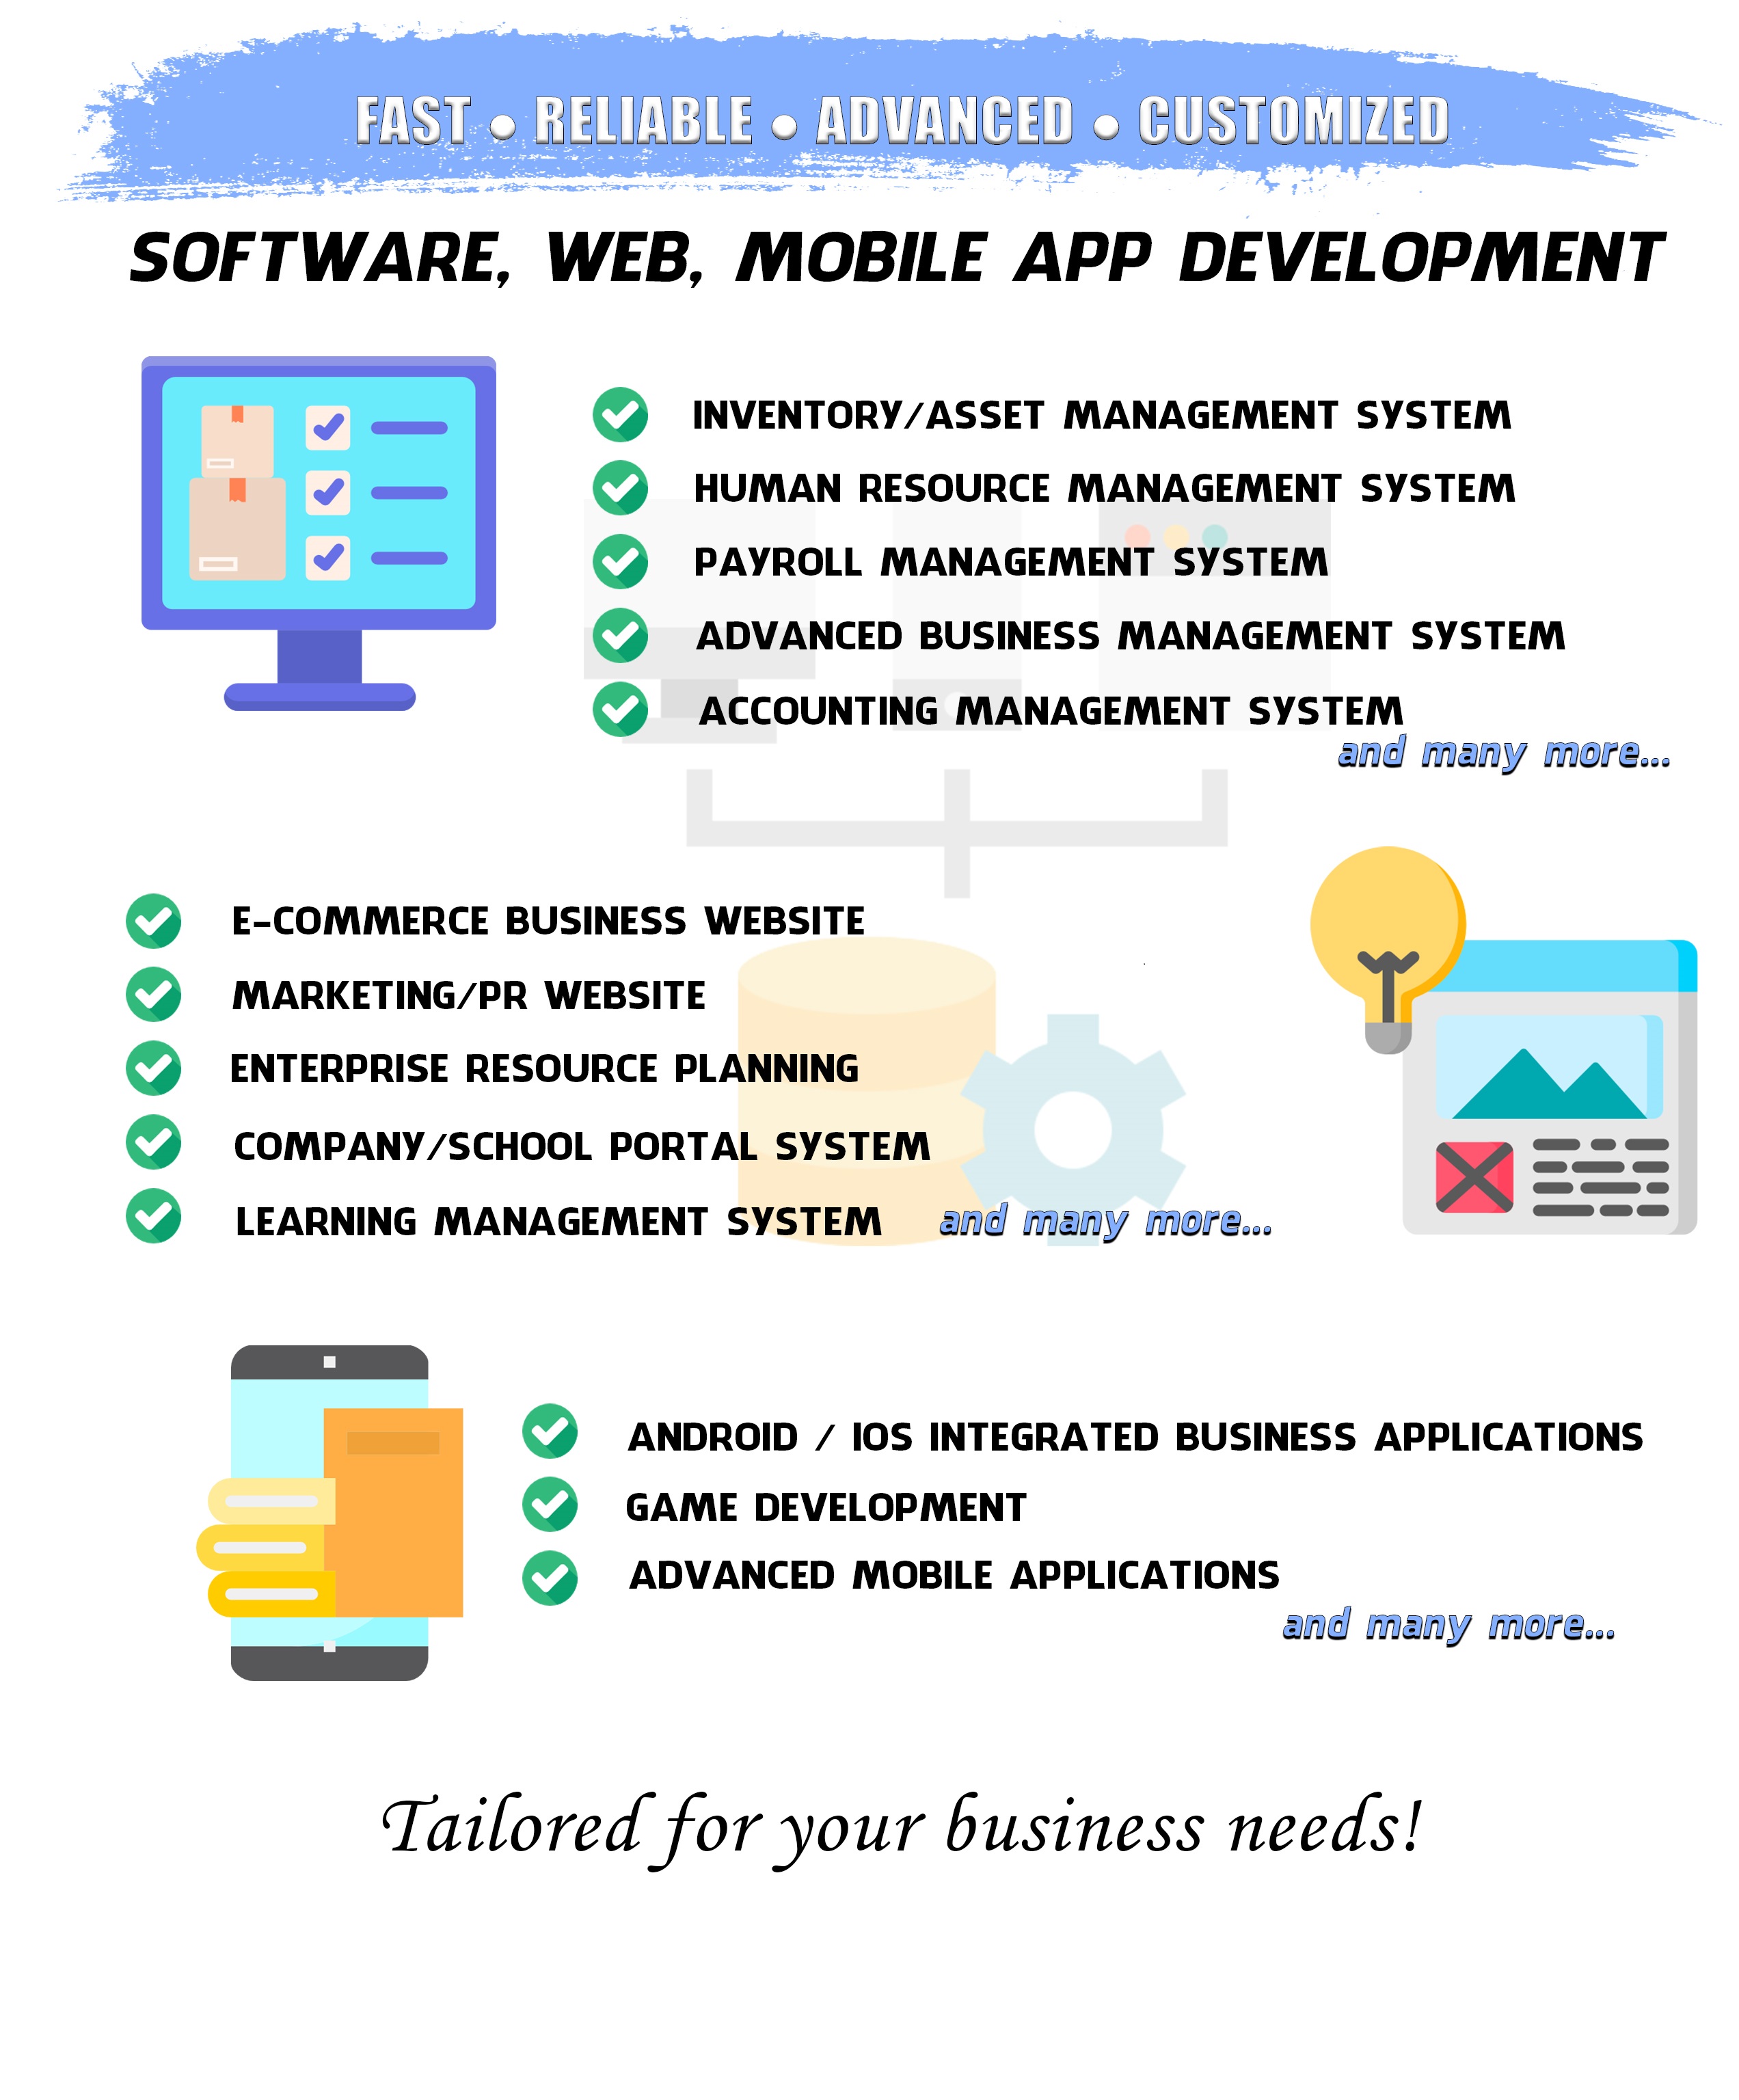 FAST • RELIABLE • ADVANCED • CUSTOMIZED
SOFTWARE, WEB, MOBILE APP DEVELOPMENT
INVENTORY/ASSET MANAGEMENT SYSTEM
HUMAN RESOURCE MANAGEMENT SYSTEM
PAYROLL MANAGEMENT SYSTEM
ADVANCED BUSINESS MANAGEMENT SYSTEM
ACCOUNTING MANAGEMENT SYSTEM
and many more...
E-COMMERCE BUSINESS WEBSITE
MARKETING/PR WEBSITE
ENTERPRISE RESOURCE PLANNING
COMPANY/SCHOOL PORTAL SYSTEM
LEARNING MANAGEMENT SYSTEM and many more...
ANDROID / IOS INTEGRATED BUSINESS APPLICATIONS
GAME DEVELOPMENT
ADVANCED MOBILE APPLICATIONS
and many more...
Tailored for your business needs!